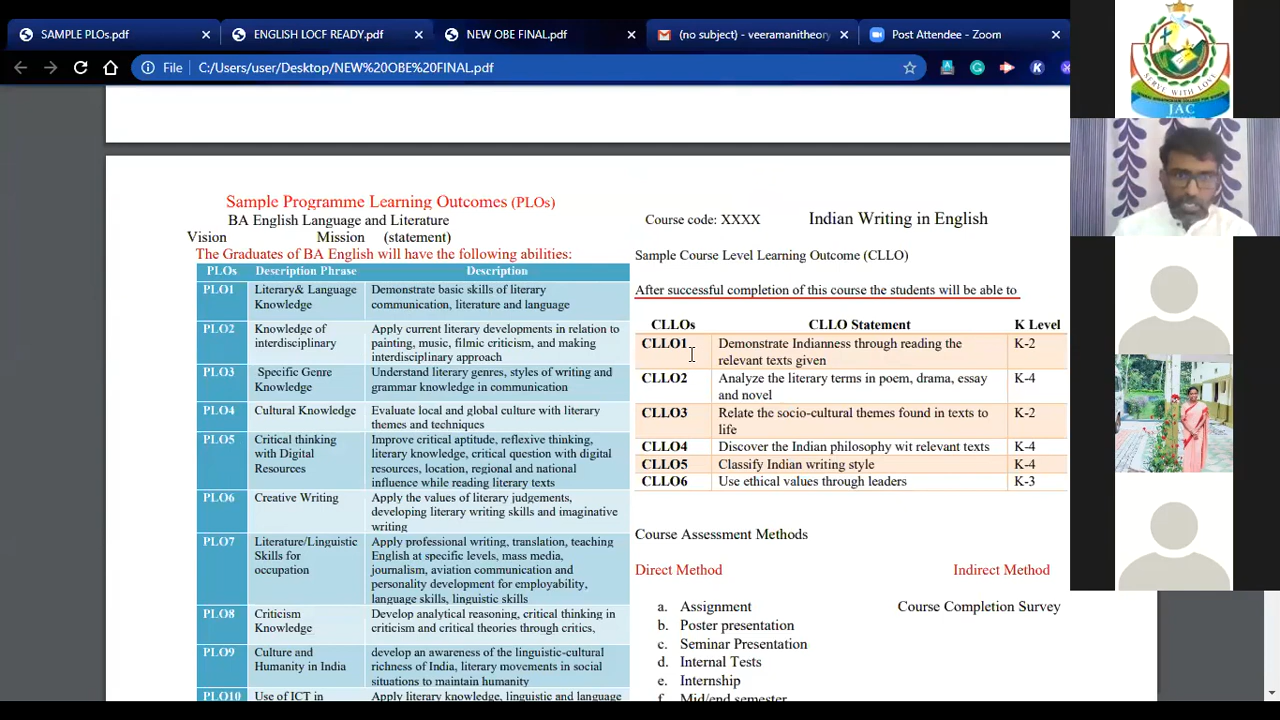 SAMPLE PLOs.pdf
ENGLISH LOCF READY.pdf
NEW OBE FINAL.pdf
(no subject) - veeramanitheory
Post Attendee - Zoom
File
C:/Users/user/Desktop/NEW%20OBE%20FINAL.pdf
SERVE WITH LOVE
JAC
Sample Programme Learning Outcomes (PLOs)
BA English Language and Literature
Vision Mission (statement)
The Graduates of BA English will have the following abilities:
PLOs Description Phrase Description
PLO1 Literary& Language Demonstrate basic skills of literary
Knowledge communication, literature and language
PLO2 Knowledge of Apply current literary developments in relation to
interdisciplinary painting, music, filmic criticism, and making
interdisciplinary approach
PLO3 Specific Genre Understand literary genres, styles of writing and
Knowledge grammar knowledge in communication
PLO4 Cultural Knowledge Evaluate local and global culture with literary
themes and techniques
PLO5 Critical thinking Improve critical aptitude, reflexive thinking,
with Digital literary knowledge, critical question with digital
Resources resources, location, regional and national
influence while reading literary texts
PLO6 Creative Writing Apply the values of literary judgements,
developing literary writing skills and imaginative
writing
PLO7 Literature/Linguistic Apply professional writing, translation, teaching
Skills for English at specific levels, mass media,
occupation journalism, aviation communication and
personality development for employability,
language skills, linguistic skills
PLO8 Criticism Develop analytical reasoning, critical thinking in
Knowledge criticism and critical theories through critics,
PLO9 Culture and develop an awareness of the linguistic-cultural
Humanity in India richness of India, literary movements in social
situations to maintain humanity
PLO10 Use of ICT in Apply literary knowledge, linguistic and language
Course code: XXXX Indian Writing in English
Sample Course Level Learning Outcome (CLLO)
After successful completion of this course the students will be able to
CLLOs CLLO Statement K Level
CLLO1 Demonstrate Indianness through reading the K-2
relevant texts given
CLLO2 Analyze the literary terms in poem, drama, essay K-4
and novel
CLLO3 Relate the socio-cultural themes found in texts to K-2
life
CLLO4 Discover the Indian philosophy wit relevant texts K-4
CLLO5 Classify Indian writing style K-4
CLLO6 Use ethical values through leaders K-3
Course Assessment Methods
Direct Method Indirect Method
a. Assignment Course Completion Survey
b. Poster presentation
c. Seminar Presentation
d. Internal Tests
e. Internship
f. Mid/end semester